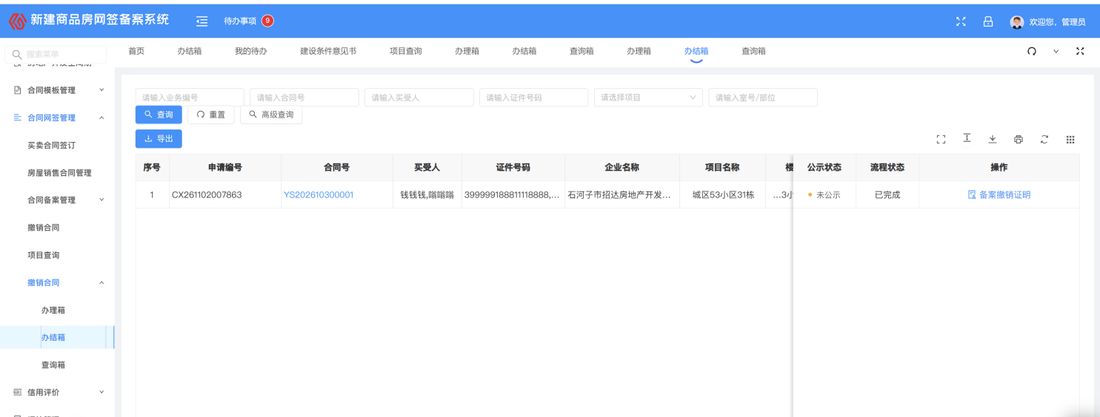 新建商品房网签备案系统
待办事项 9
欢迎您，管理员
搜索菜单
首页 办结箱 我的待办 建设条件意见书 项目查询 办理箱 办结箱 查询箱 办理箱 办结箱 查询箱
合同模板管理
合同网签管理
买卖合同签订
房屋销售合同管理
合同备案管理
撤销合同
项目查询
撤销合同
办理箱
办结箱
查询箱
信用评价
请输入业务编号 请输入合同号 请输入买受人 请输入证件号码 请选择项目 请输入室号/部位
查询 重置 高级查询
导出
序号 申请编号 合同号 买受人 证件号码 企业名称 项目名称 公示状态 流程状态 操作
1 CX261102007863 YS202610300001 钱钱钱,嗡嗡嗡 399999188811118888,... 石河子市招达房地产开发... 城区53小区31栋 ...3小 未公示 已完成 备案撤销证明